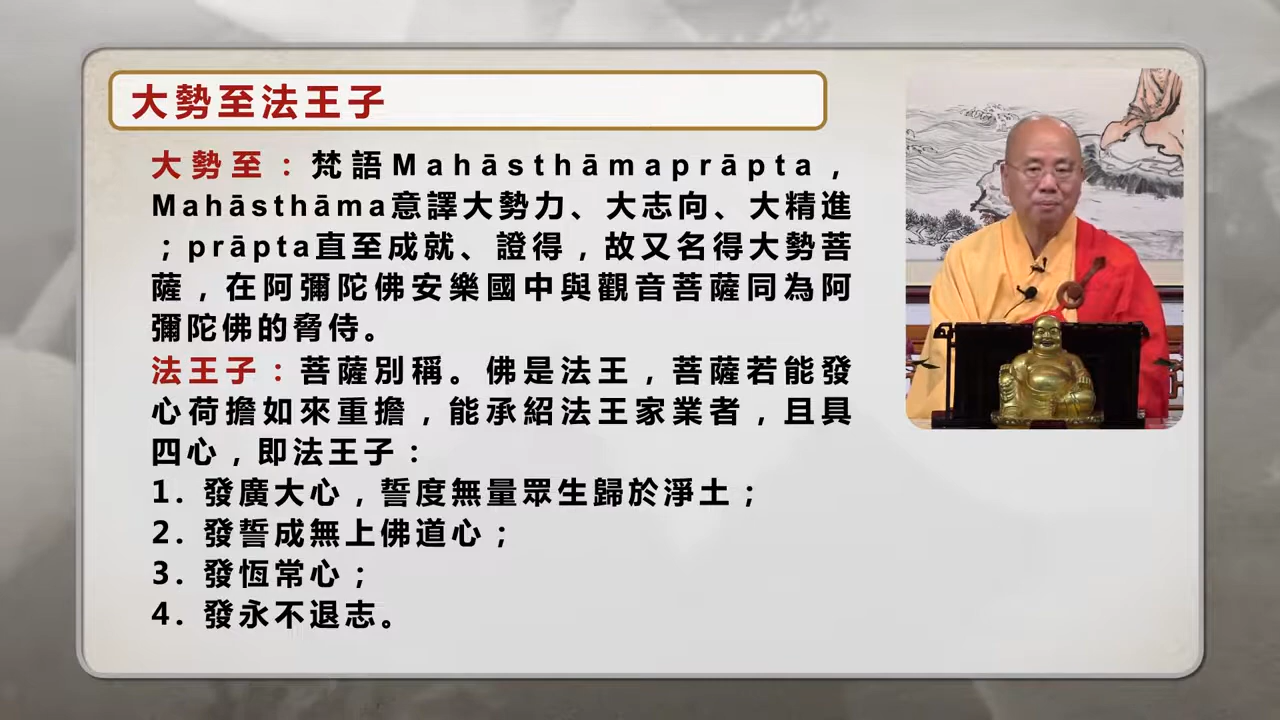 大勢至法王子
大勢至：梵語Mahāsthāmaprāpta，
Mahāsthāma意譯大勢力、大志向、大精進
；prāpta直至成就、證得，故又名得大勢菩
薩，在阿彌陀佛安樂國中與觀音菩薩同為阿
彌陀佛的脅侍。
法王子：菩薩別稱。佛是法王，菩薩若能發
心荷擔如來重擔，能承紹法王家業者，且具
四心，即法王子：
1. 發廣大心，誓度無量眾生歸於淨土；
2. 發誓成無上佛道心；
3. 發恆常心；
4. 發永不退志。